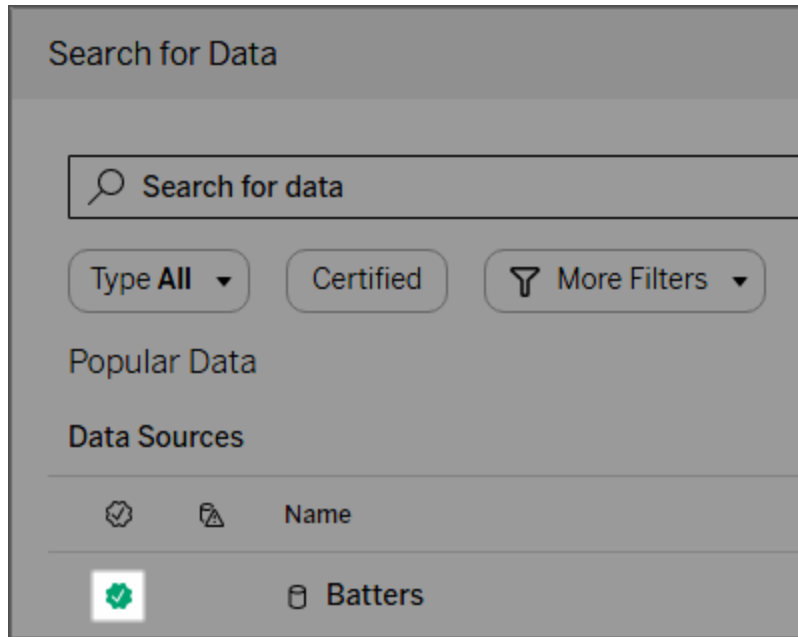 Search for Data
Search for data
Type All Certified More Filters
Popular Data
Data Sources
Name
Batters